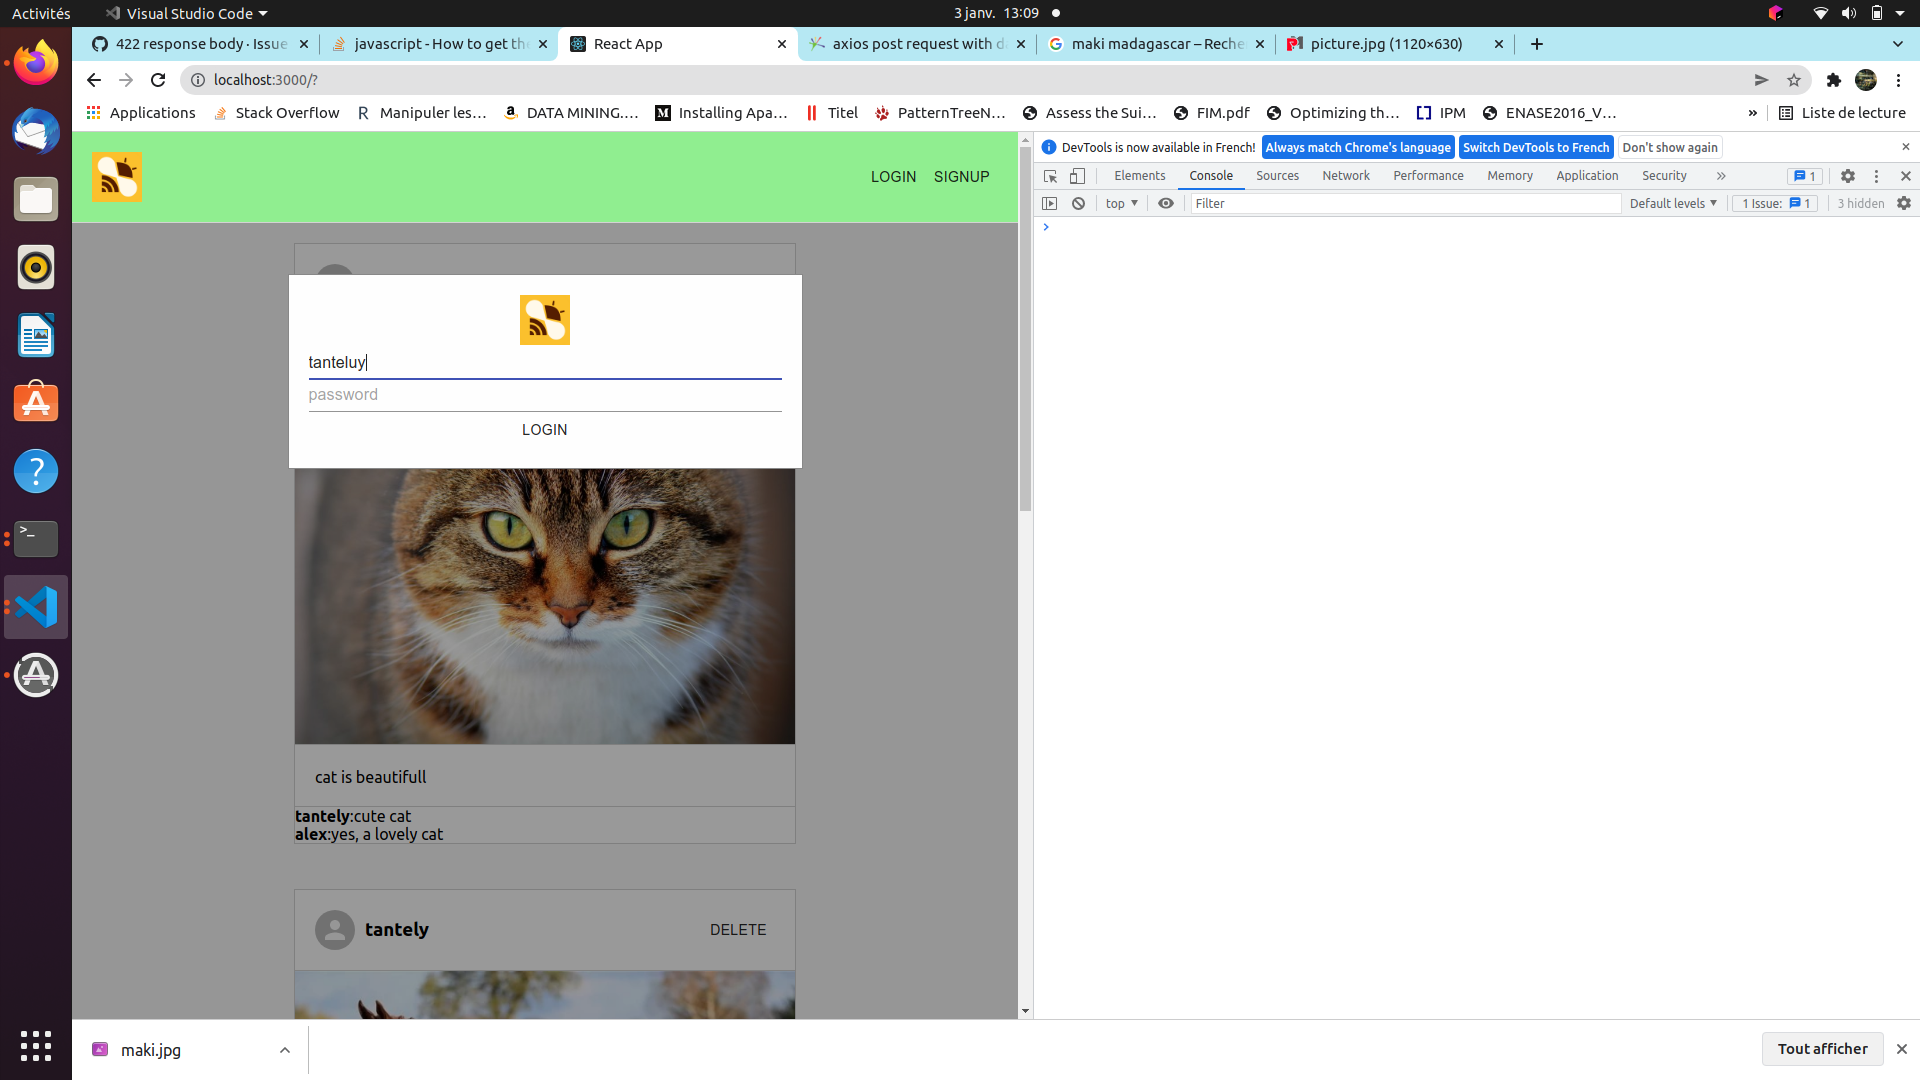 Activités
Visual Studio Code
3 janv. 13:09
422 response body · Issue
javascript - How to get the
React App
axios post request with da
maki madagascar – Reche
picture.jpg (1120×630)
localhost:3000/?
Applications
Stack Overflow
R
Manipuler les…
DATA MINING.…
Installing Apa…
Titel
PatternTreeN…
Assess the Sui…
FIM.pdf
Optimizing th…
IPM
ENASE2016_V…
»
Liste de lecture
LOGIN SIGNUP
DevTools is now available in French!
Always match Chrome's language
Switch DevTools to French
Don't show again
Elements
Console
Sources
Network
Performance
Memory
Application
Security
»
1
top
Filter
Default levels
1 Issue: 1
3 hidden
tanteluy
password
LOGIN
cat is beautifull
tantely:cute cat
alex:yes, a lovely cat
tantely
DELETE
maki.jpg
Tout afficher